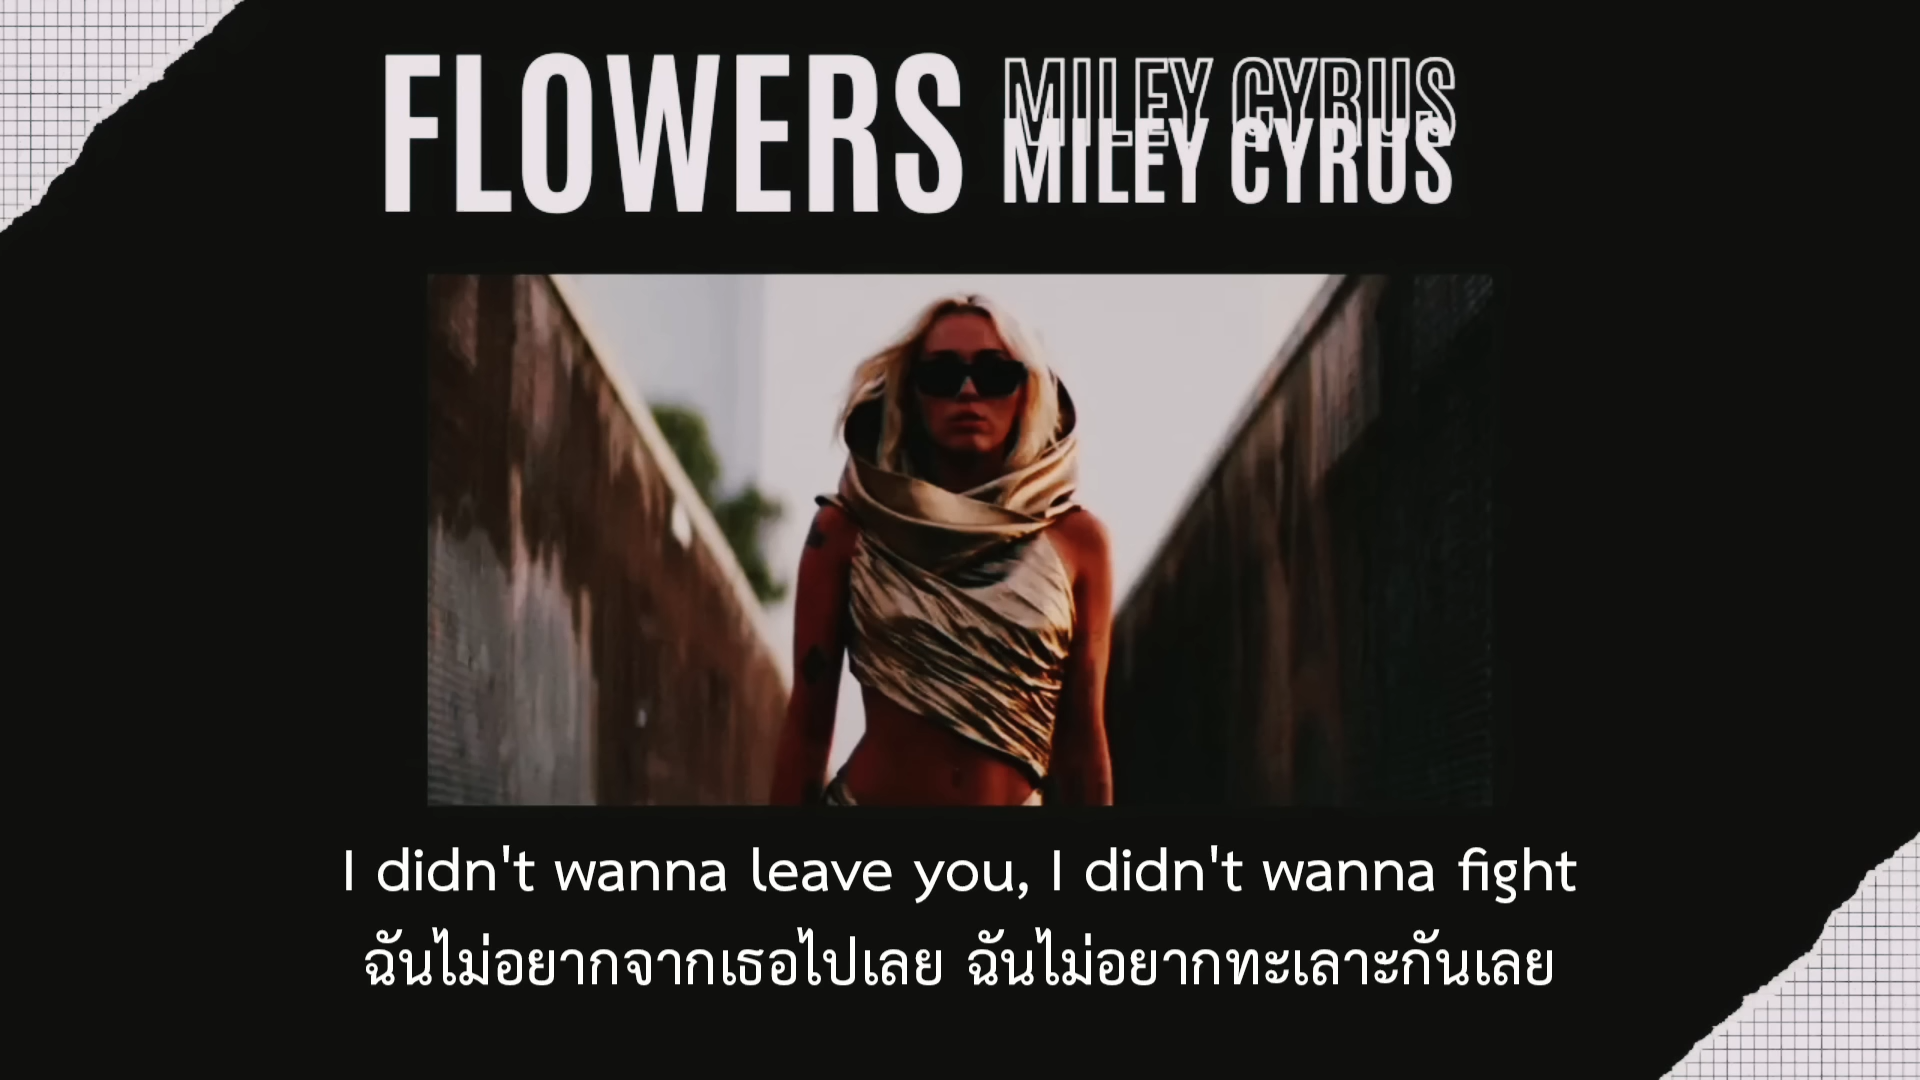 FLOWERS
MILEY CYRUS
MILEY CYRUS
I didn't wanna leave you, I didn't wanna fight
ฉันไม่อยากจากเธอไปเลย ฉันไม่อยากทะเลาะกันเลย